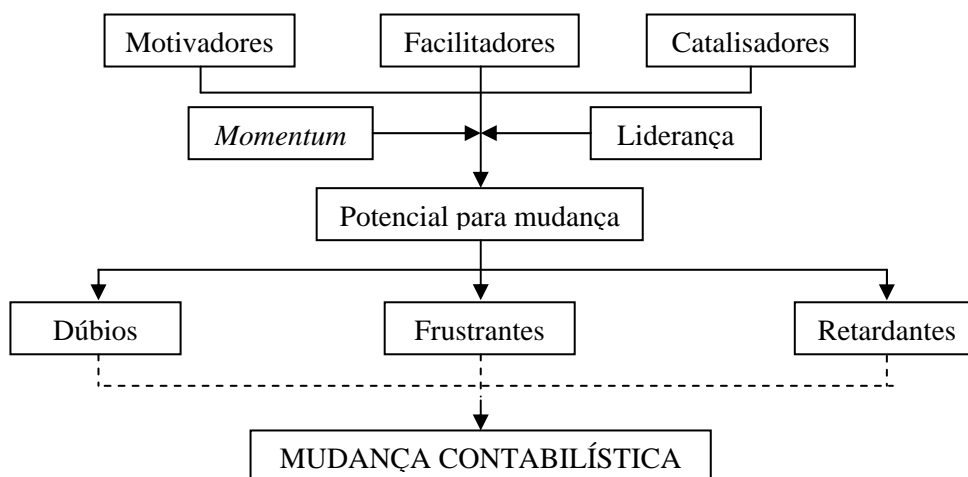 Motivadores
Facilitadores
Catalisadores
Momentum
Liderança
Potencial para mudança
Dúbios
Frustrantes
Retardantes
MUDANÇA CONTABILÍSTICA